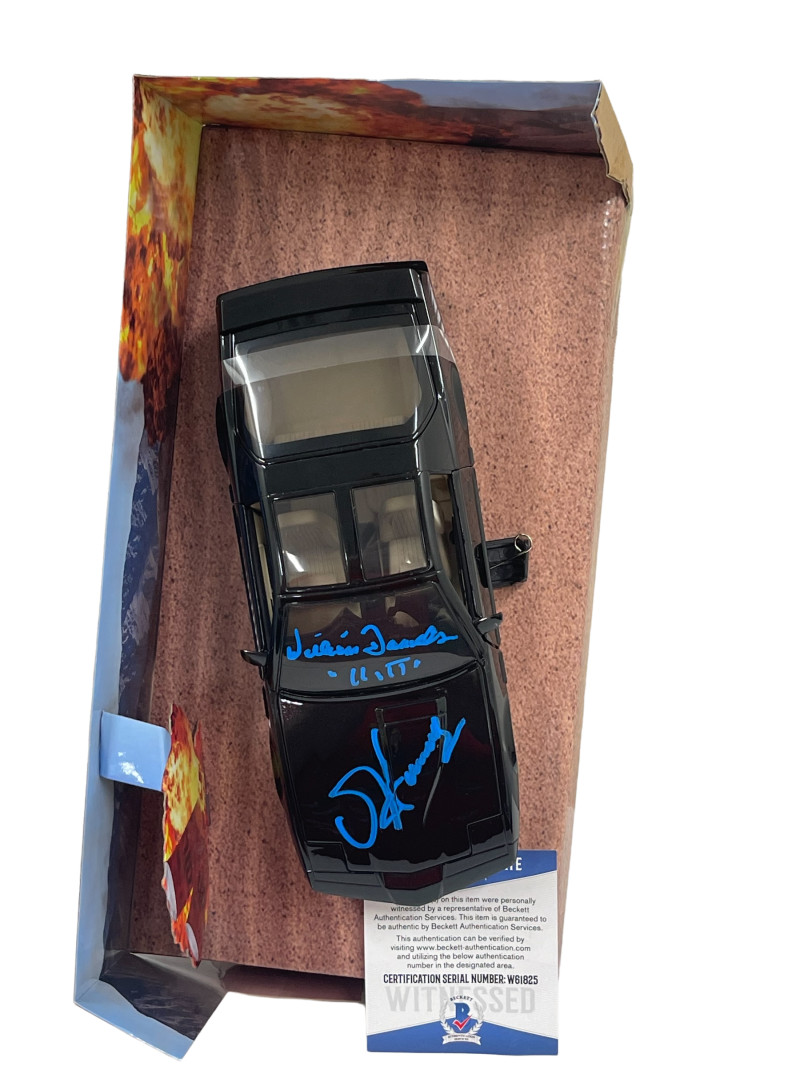 William Daniels
"KITT"
on this item were personally
witnessed by a representative of Beckett
Authentication Services. This item is guaranteed to
be authentic by Beckett Authentication Services.
This authentication can be verified by
visiting www.beckett-authentication.com
and utilizing the below authentication
number in the designated area.
CERTIFICATION SERIAL NUMBER: W61825
WITNESSED
BECKETT
B